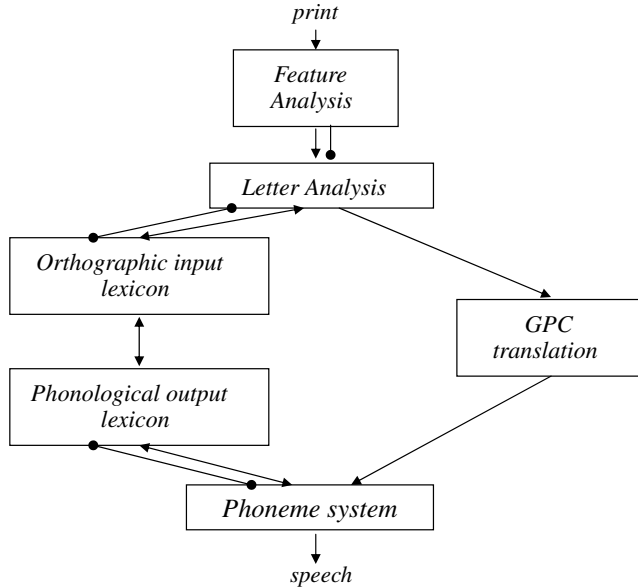 print
Feature
Analysis
Letter Analysis
Orthographic input
lexicon
GPC
translation
Phonological output
lexicon
Phoneme system
speech